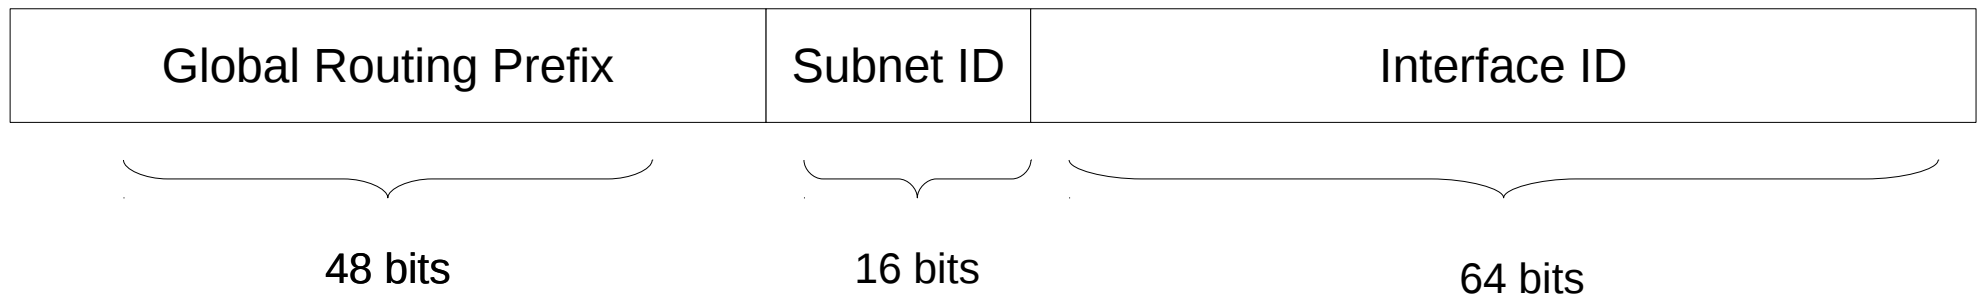 Global Routing Prefix Subnet ID Interface ID
48 bits 16 bits 64 bits